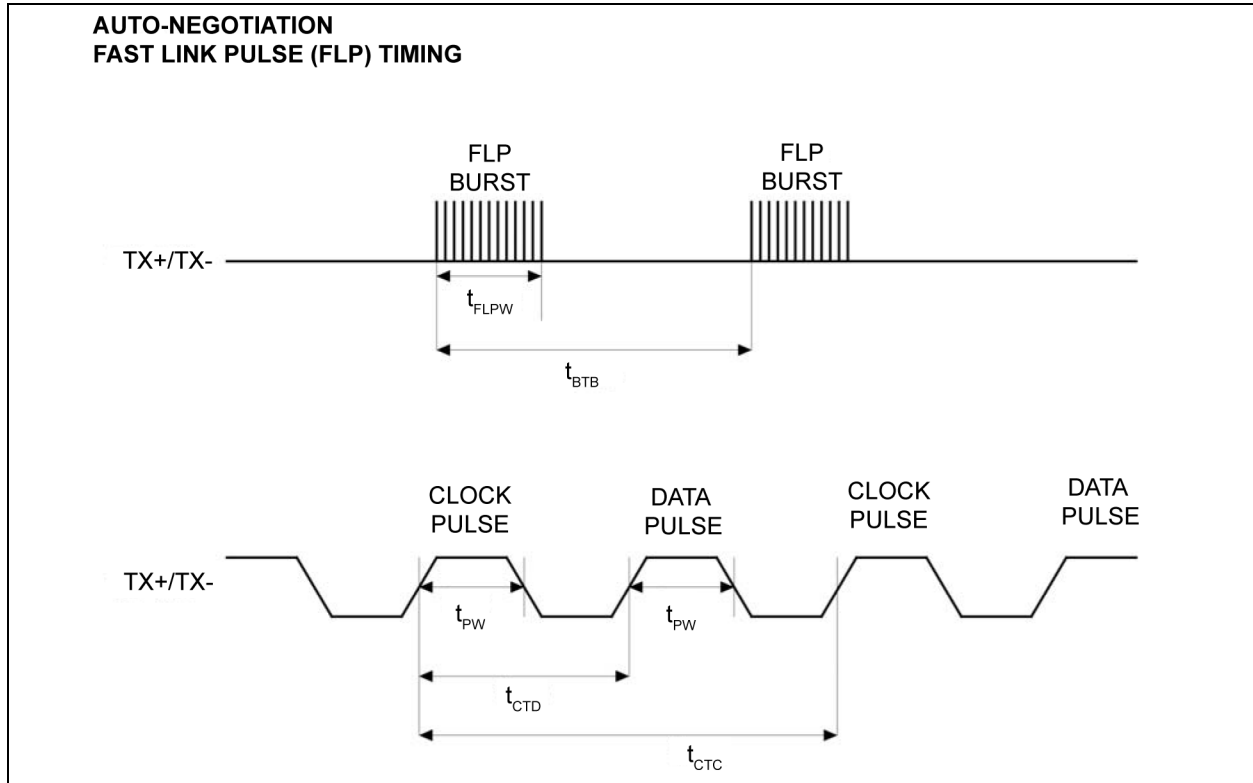 AUTO-NEGOTIATION
FAST LINK PULSE (FLP) TIMING
FLP
BURST
FLP
BURST
TX+/TX-
tFLPW
tBTB
CLOCK
PULSE
DATA
PULSE
CLOCK
PULSE
DATA
PULSE
TX+/TX-
tPW
tPW
tCTD
tCTC